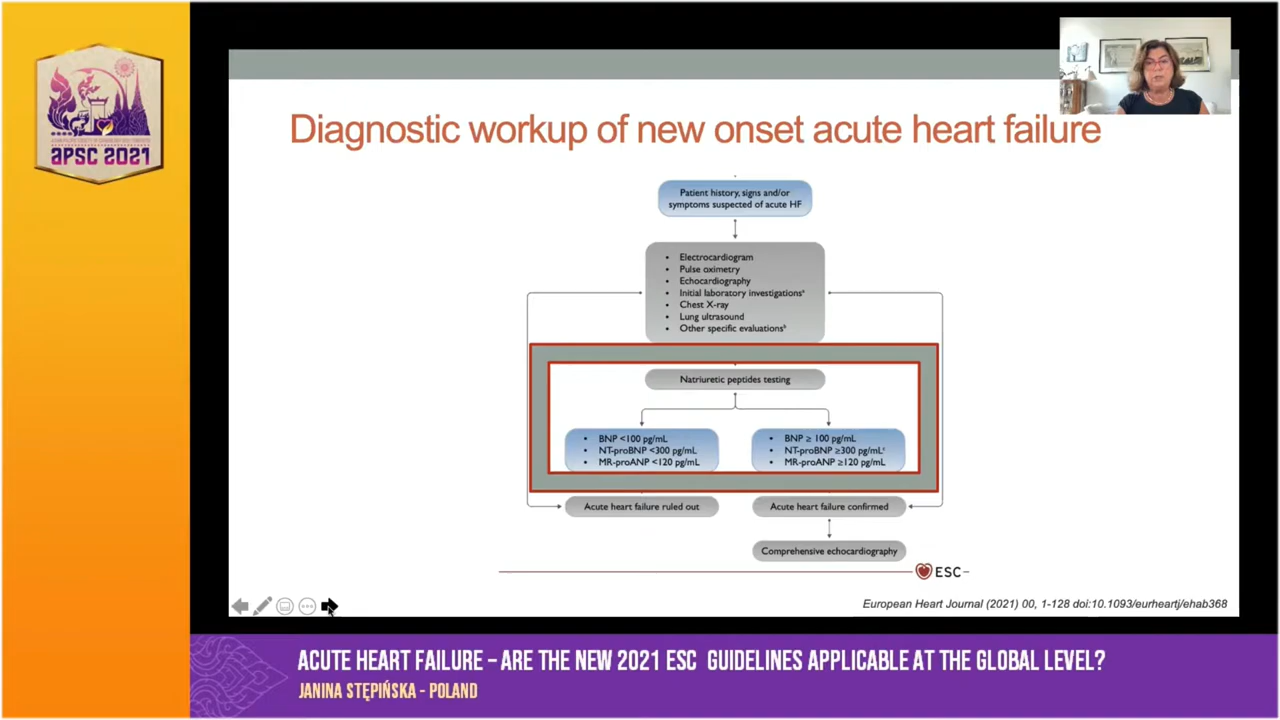 APSC 2021
Diagnostic workup of new onset acute heart failure
Patient history, signs and/or
symptoms suspected of acute HF
• Electrocardiogram
• Pulse oximetry
• Echocardiography
• Initial laboratory investigationsᵃ
• Chest X-ray
• Lung ultrasound
• Other specific evaluationsᵇ
Natriuretic peptides testing
• BNP <100 pg/mL
• NT-proBNP <300 pg/mL
• MR-proANP <120 pg/mL
• BNP ≥ 100 pg/mL
• NT-proBNP ≥300 pg/mLᶜ
• MR-proANP ≥120 pg/mL
Acute heart failure ruled out
Acute heart failure confirmed
Comprehensive echocardiography
ESC
European Heart Journal (2021) 00, 1-128 doi:10.1093/eurheartj/ehab368
ACUTE HEART FAILURE – ARE THE NEW 2021 ESC GUIDELINES APPLICABLE AT THE GLOBAL LEVEL?
JANINA STĘPIŃSKA - POLAND